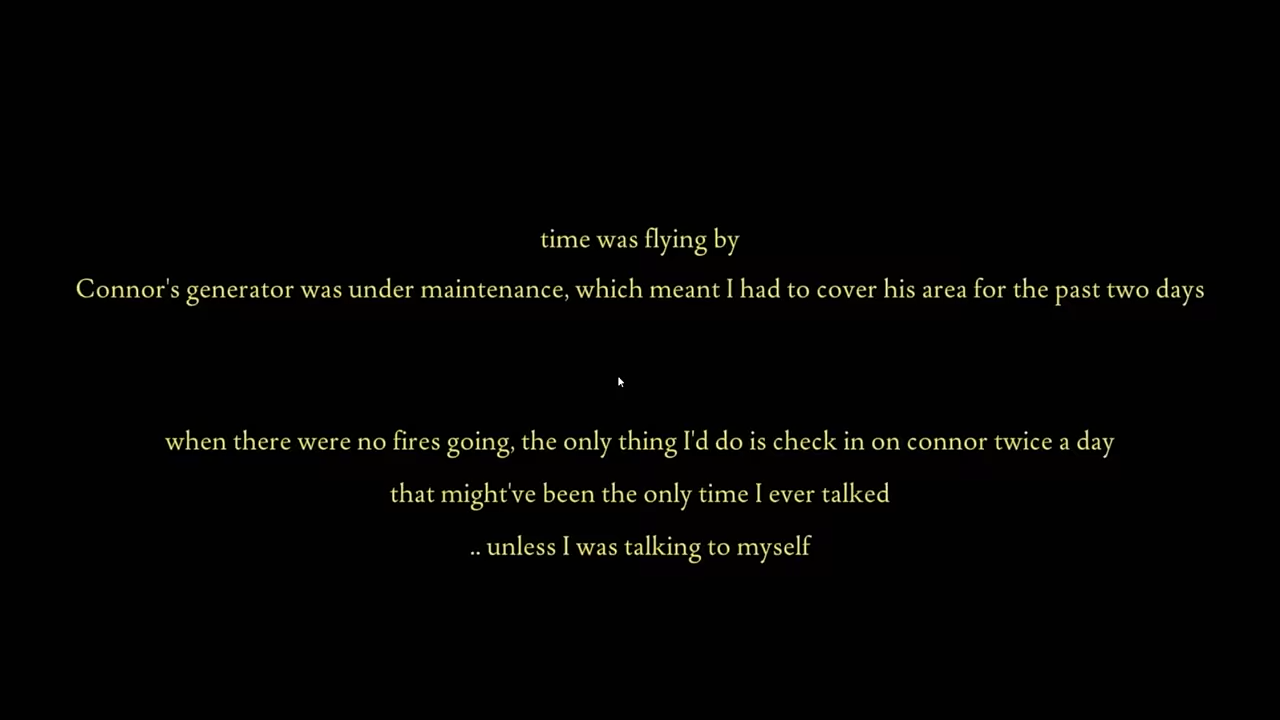 time was flying by
Connor's generator was under maintenance, which meant I had to cover his area for the past two days
when there were no fires going, the only thing I'd do is check in on connor twice a day
that might've been the only time I ever talked
.. unless I was talking to myself